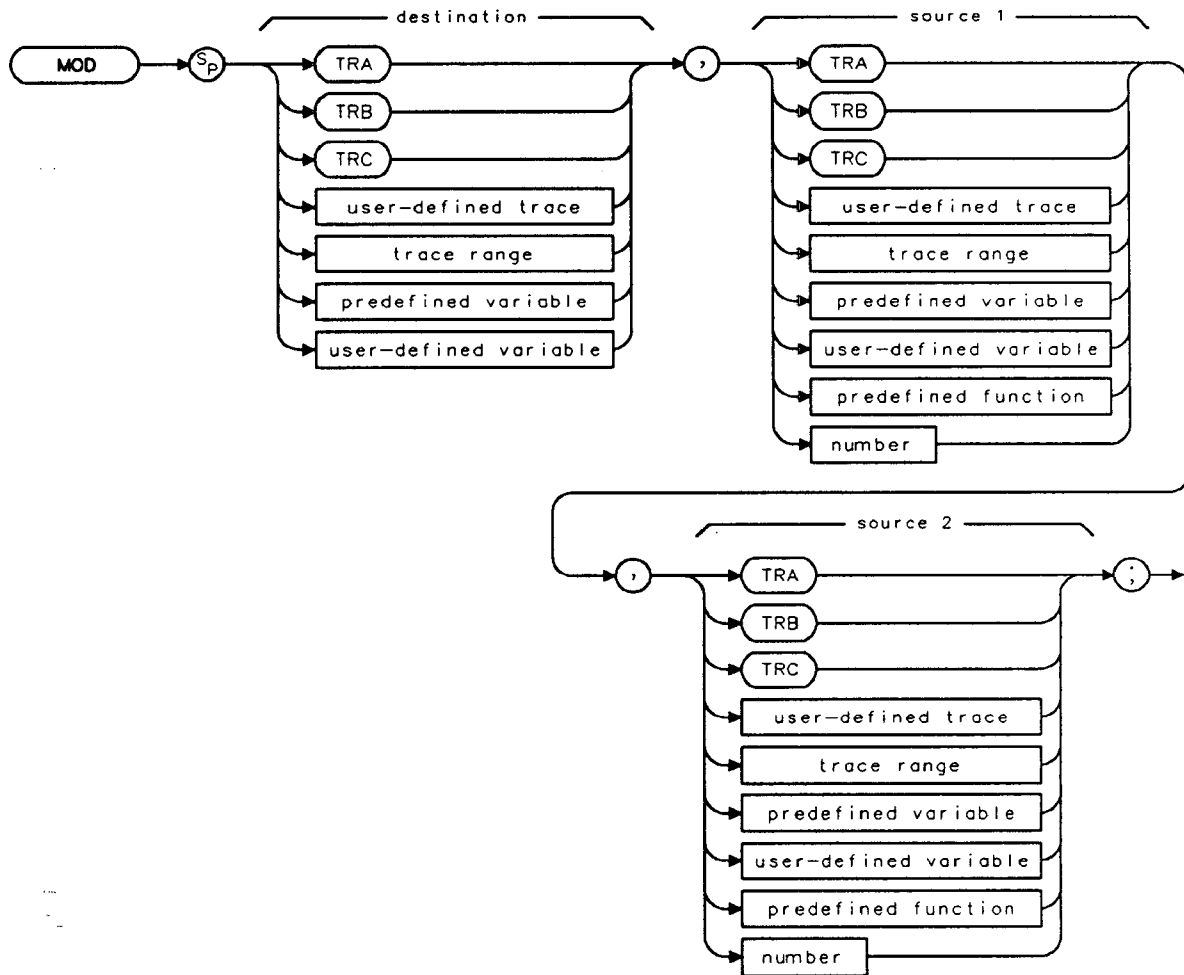 destination
source 1
MOD
Sp
TRA
,
TRA
TRB
TRB
TRC
TRC
user-defined trace
user-defined trace
trace range
trace range
predefined variable
predefined variable
user-defined variable
user-defined variable
predefined function
number
source 2
,
TRA
;
TRB
TRC
user-defined trace
trace range
predefined variable
user-defined variable
predefined function
number